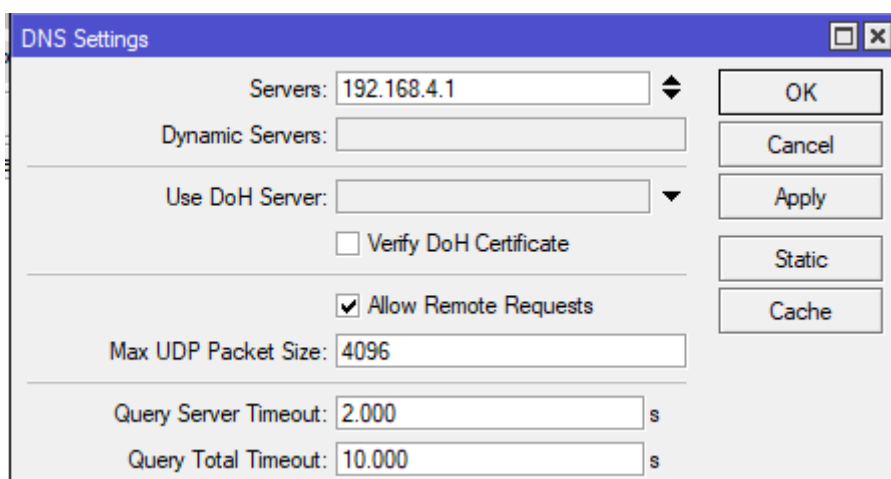 DNS Settings
Servers: 192.168.4.1
OK
Dynamic Servers:
Cancel
Use DoH Server:
Apply
Verify DoH Certificate
Static
Allow Remote Requests
Cache
Max UDP Packet Size: 4096
Query Server Timeout: 2.000 s
Query Total Timeout: 10.000 s